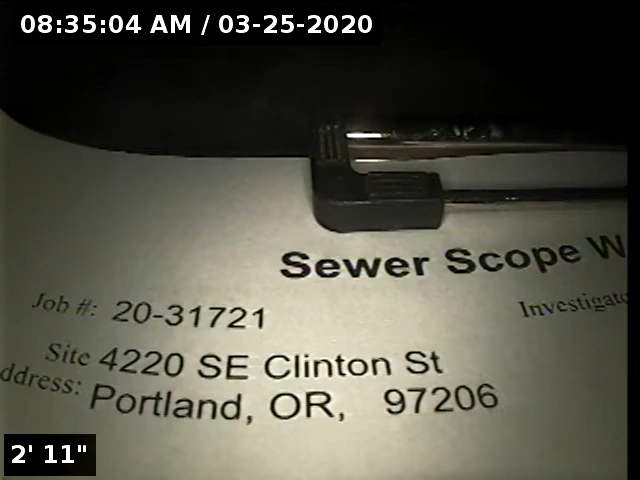 08:35:04 AM / 03-25-2020
Sewer Scope W
Job #: 20-31721
Investigato
Site 4220 SE Clinton St
ddress: Portland, OR, 97206
2' 11"